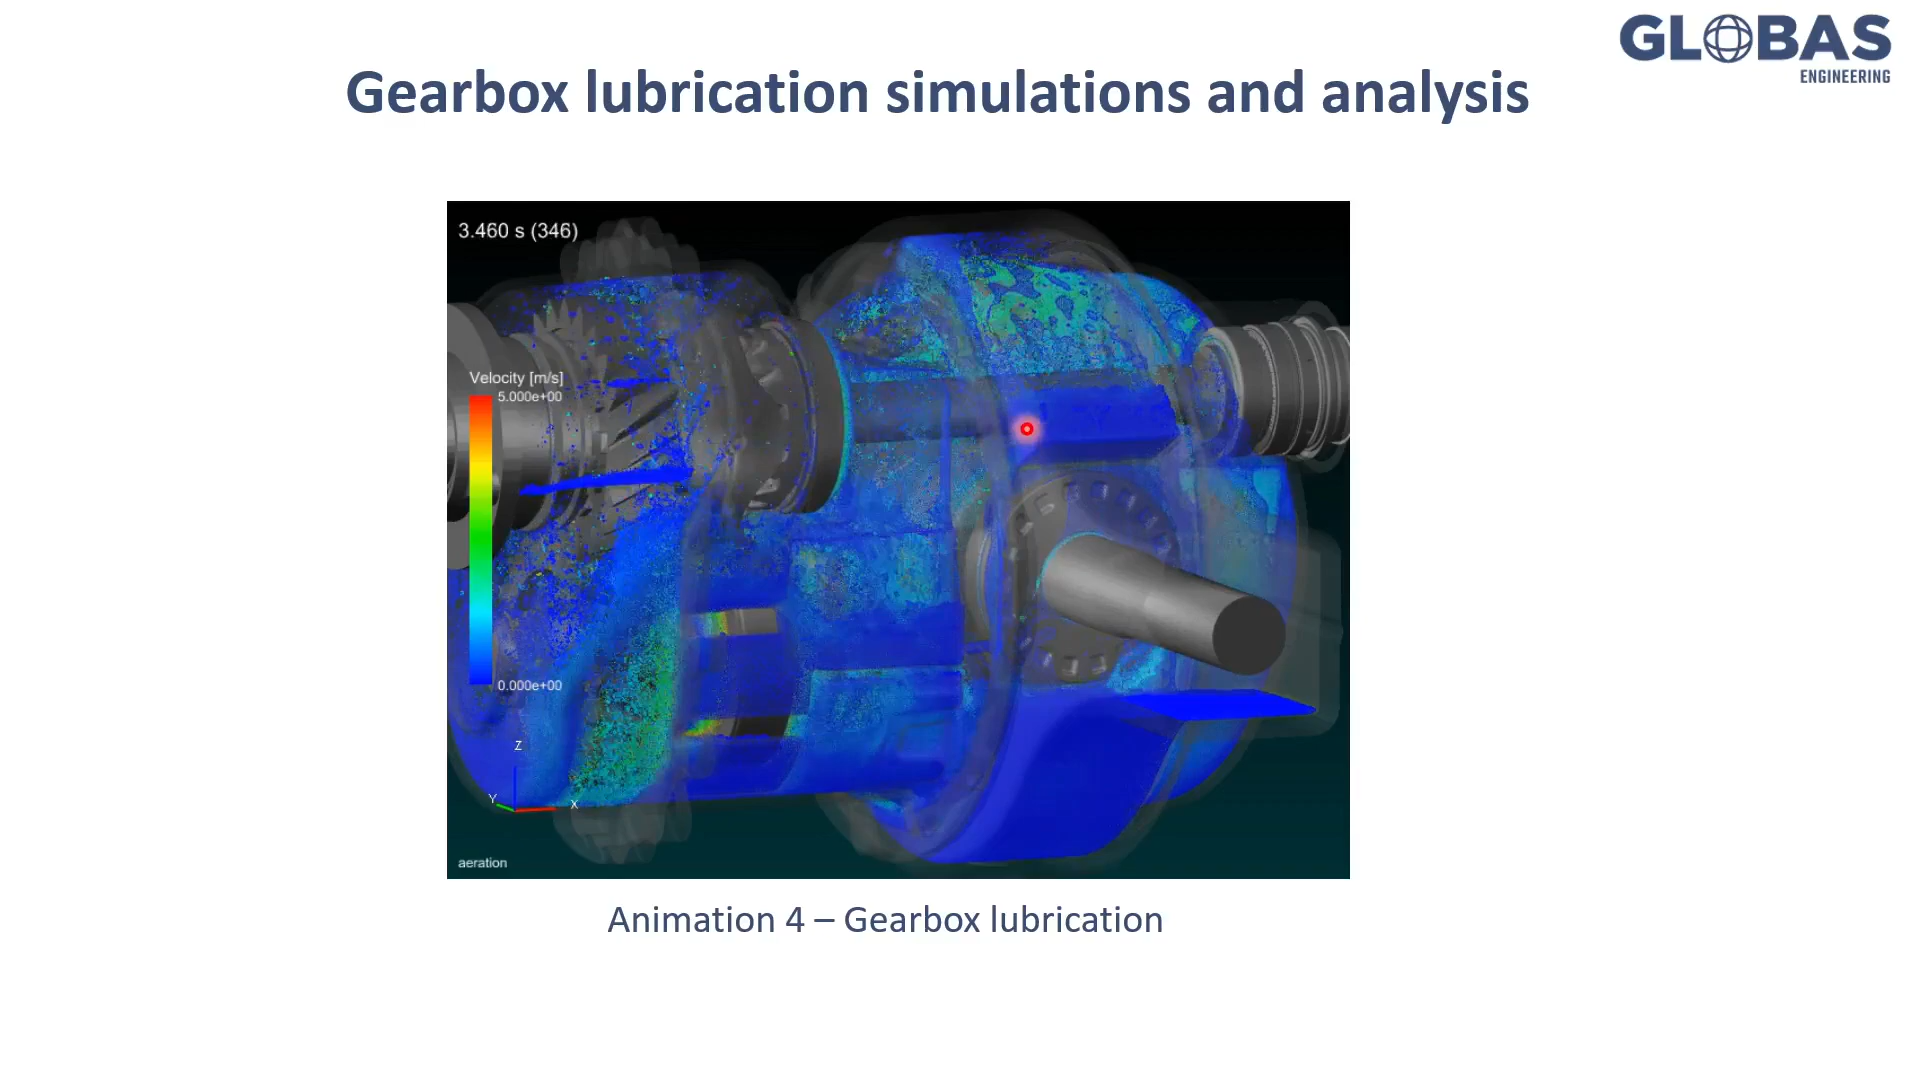 GLOBAS
ENGINEERING
Gearbox lubrication simulations and analysis
3.460 s (346)
Velocity [m/s]
5.000e+00
0.000e+00
Z
Y
X
aeration
Animation 4 – Gearbox lubrication